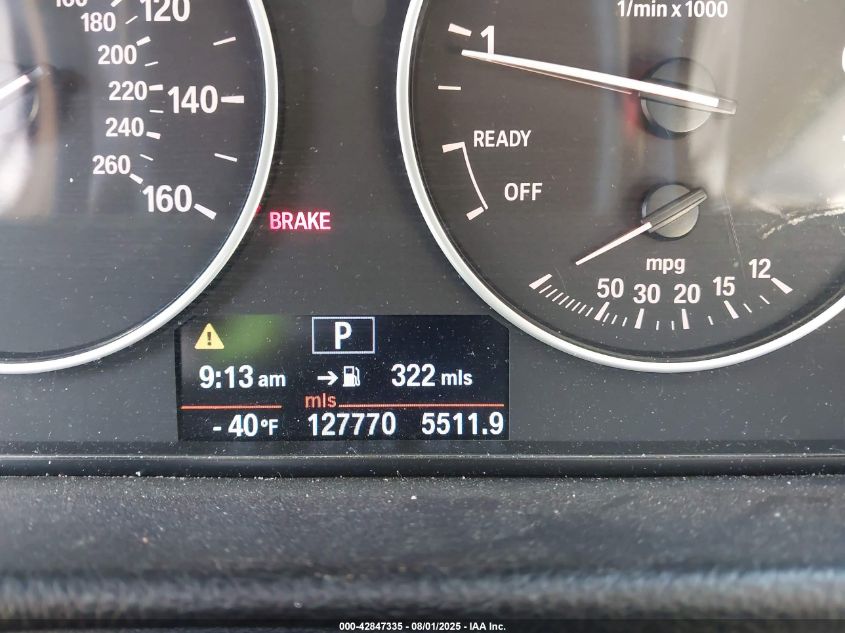 160
180
200
220
240
260
120
140
160
BRAKE
1/min x 1000
1
READY
OFF
mpg
50
30
20
15
12
P
9:13 am
322 mls
mls
- 40°F
127770
5511.9
000-42847335 - 08/01/2025 - IAA Inc.